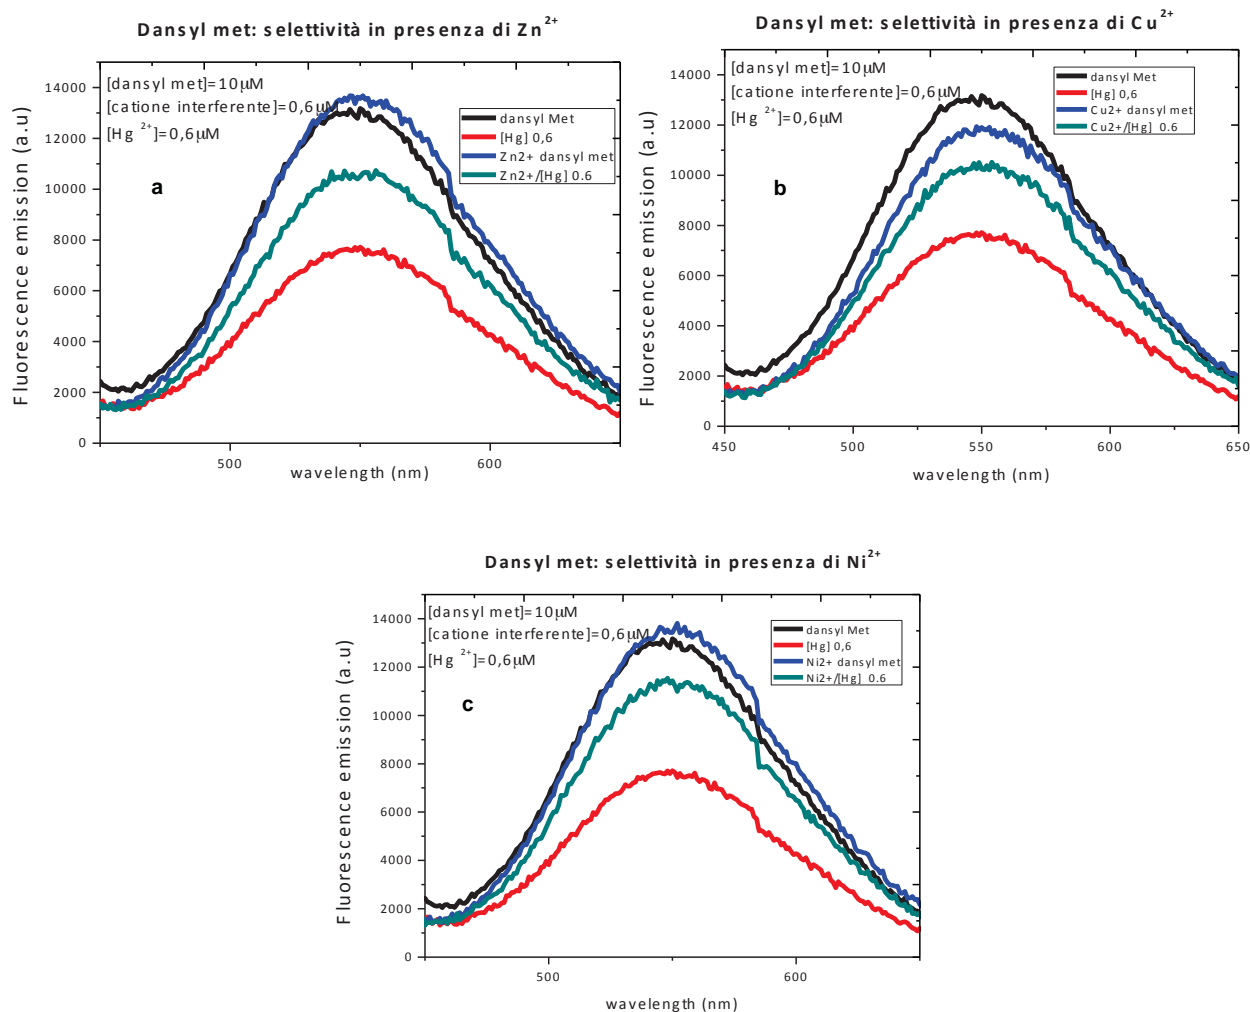 Dansyl met: selettività in presenza di Zn2+
[dansyl met]=10μM
[catione interferente]=0,6μM
[Hg 2+]=0,6μM
dansyl Met
[Hg] 0,6
Zn2+ dansyl met
Zn2+/[Hg] 0.6
a
Fluorescence emission (a.u)
14000
12000
10000
8000
6000
4000
2000
0
500 600
wavelength (nm)
Dansyl met: selettività in presenza di Cu2+
[dansyl met]=10μM
[catione interferente]=0,6μM
[Hg 2+]=0,6μM
dansyl Met
[Hg] 0,6
Cu2+ dansyl met
Cu2+/[Hg] 0.6
b
Fluorescence emission (a.u)
14000
12000
10000
8000
6000
4000
2000
0
450 500 550 600 650
wavelength (nm)
Dansyl met: selettività in presenza di Ni2+
[dansyl met]=10μM
[catione interferente]=0,6μM
[Hg 2+]=0,6μM
dansyl Met
[Hg] 0,6
Ni2+ dansyl met
Ni2+/[Hg] 0.6
c
Fluorescence emission (a.u)
14000
12000
10000
8000
6000
4000
2000
0
500 600
wavelength (nm)